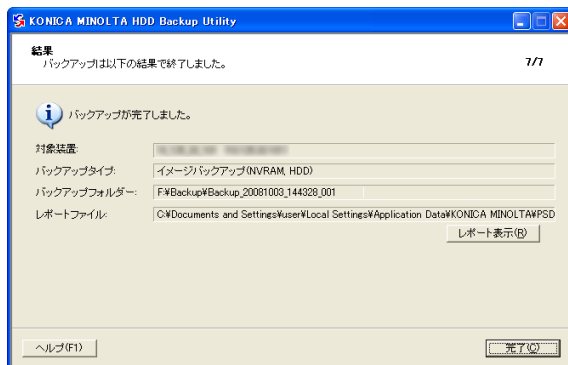 KONICA MINOLTA HDD Backup Utility
結果
バックアップは以下の結果で終了しました。
7/7
バックアップが完了しました。
対象装置:
バックアップタイプ: イメージバックアップ(NVRAM, HDD)
バックアップフォルダー: F:¥Backup¥Backup_20081003_144328_001
レポートファイル: C:¥Documents and Settings¥user¥Local Settings¥Application Data¥KONICA MINOLTA¥PSD
レポート表示(R)
ヘルプ(F1)
完了(C)